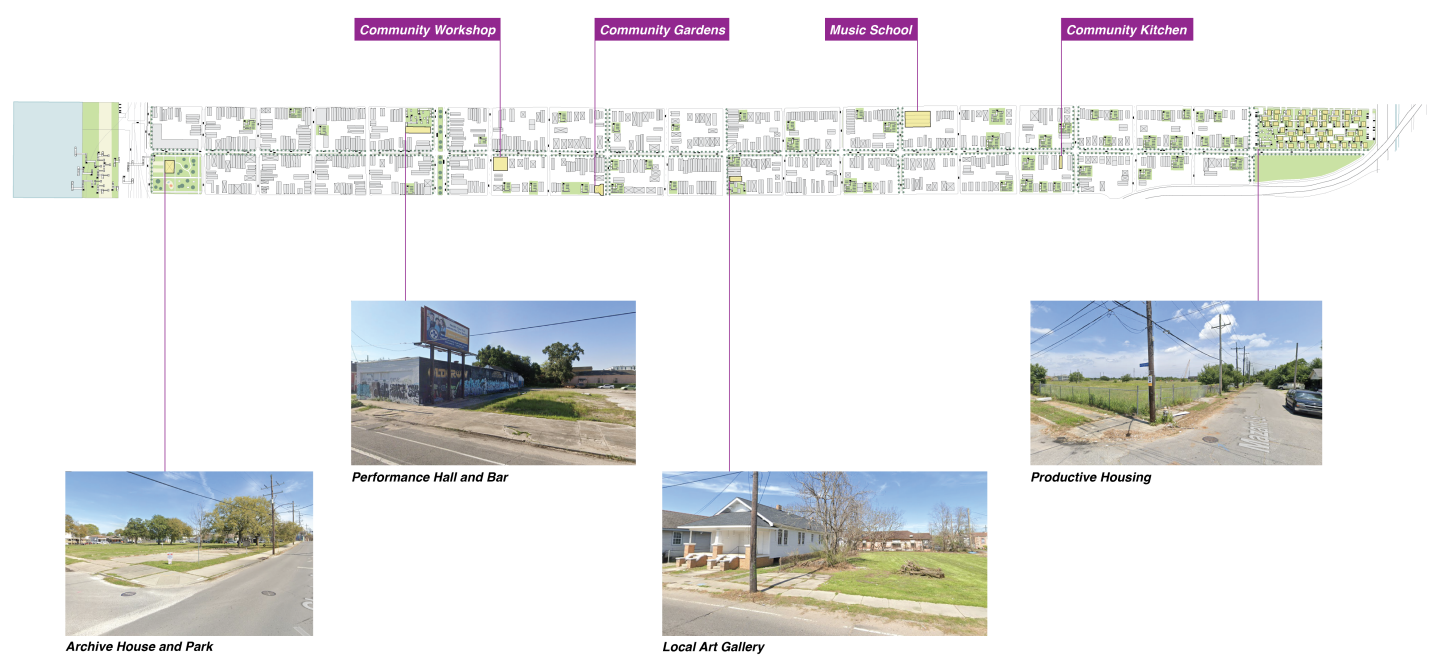 Community Workshop
Community Gardens
Music School
Community Kitchen
Performance Hall and Bar
Productive Housing
Archive House and Park
Local Art Gallery